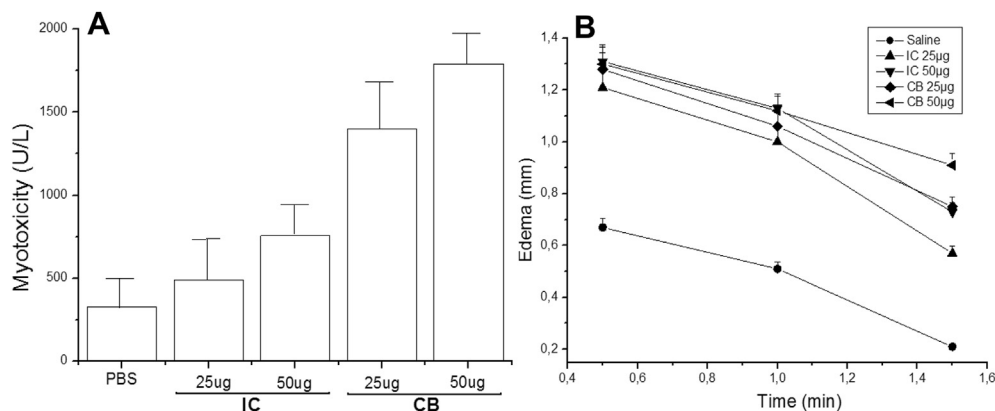 A
Myotoxicity (U/L)
2000
1500
1000
500
0
PBS
25ug
50ug
25ug
50ug
IC
CB
B
Edema (mm)
1,4
1,2
1,0
0,8
0,6
0,4
0,2
0,4
0,6
0,8
1,0
1,2
1,4
1,6
Time (min)
Saline
IC 25µg
IC 50µg
CB 25µg
CB 50µg